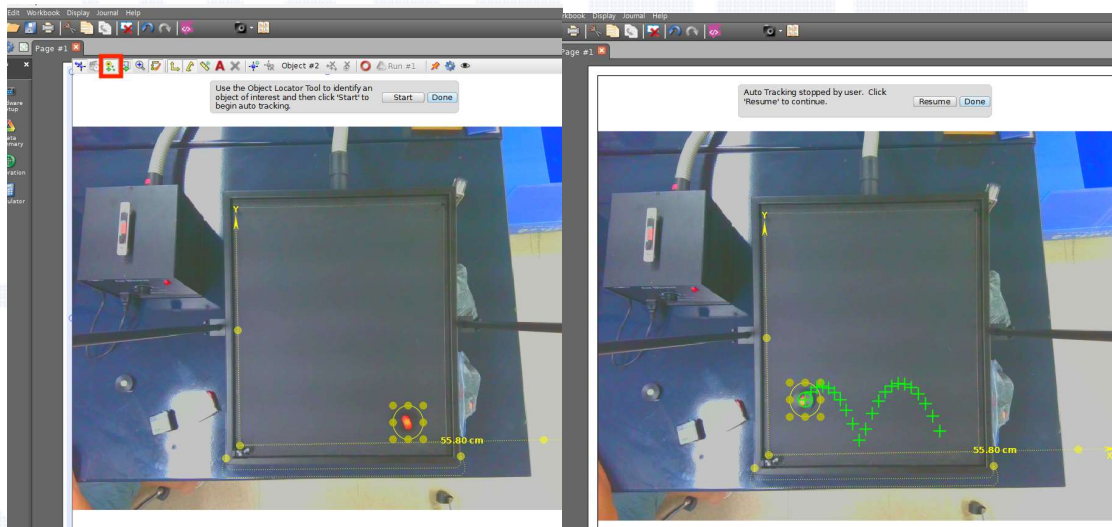 Edit Workbook Display Journal Help
Page #1
Object #2
Run #1
Use the Object Locator Tool to identify an
object of interest and then click 'Start' to
begin auto tracking.
Start
Done
Y
55.80 cm
Display Journal Help
Page #1
Auto Tracking stopped by user. Click
'Resume' to continue.
Resume
Done
Y
55.80 cm
X